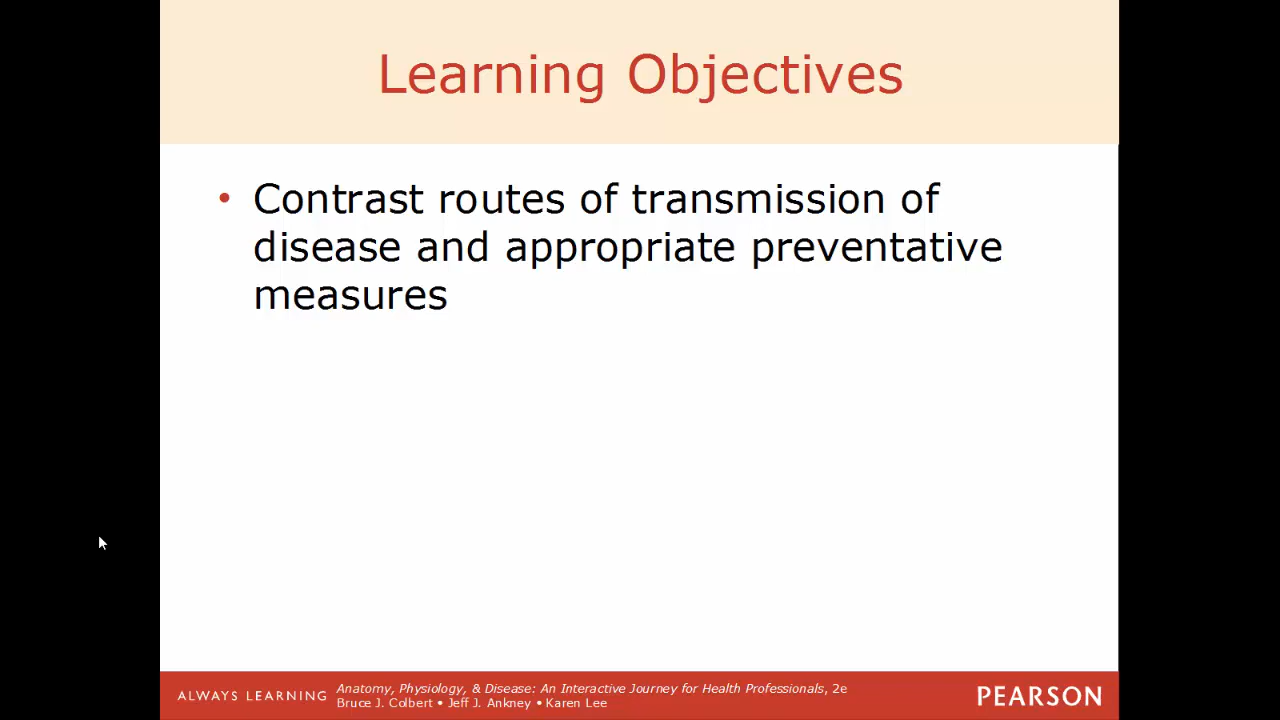 Learning Objectives
• Contrast routes of transmission of
disease and appropriate preventative
measures
ALWAYS LEARNING
Anatomy, Physiology, & Disease: An Interactive Journey for Health Professionals, 2e
Bruce J. Colbert • Jeff J. Ankney • Karen Lee
PEARSON